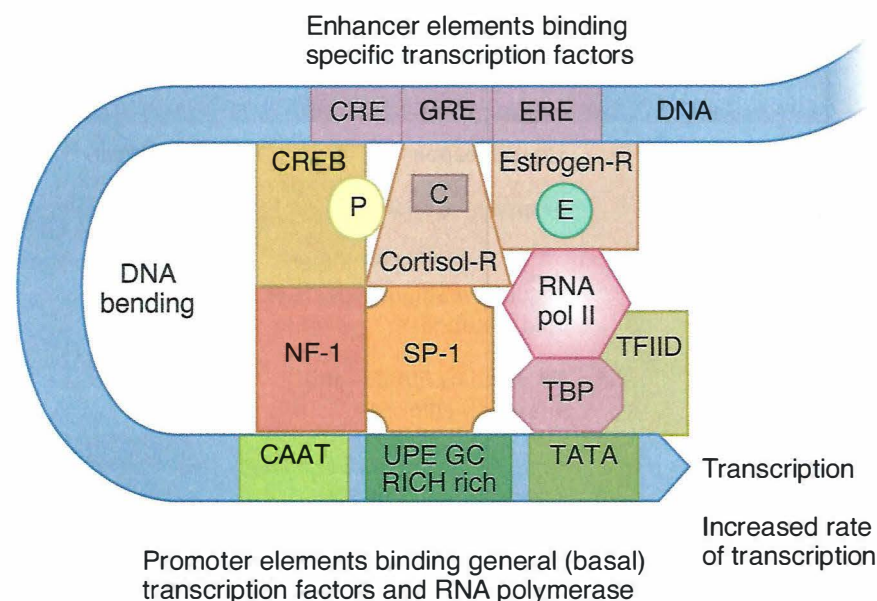 Enhancer elements binding
specific transcription factors
CRE GRE ERE DNA
CREB
Estrogen-R
P
C
E
Cortisol-R
DNA
bending
RNA
pol II
NF-1
SP-1
TFIID
TBP
CAAT
UPE GC
RICH rich
TATA
Transcription
Increased rate
of transcription
Promoter elements binding general (basal)
transcription factors and RNA polymerase